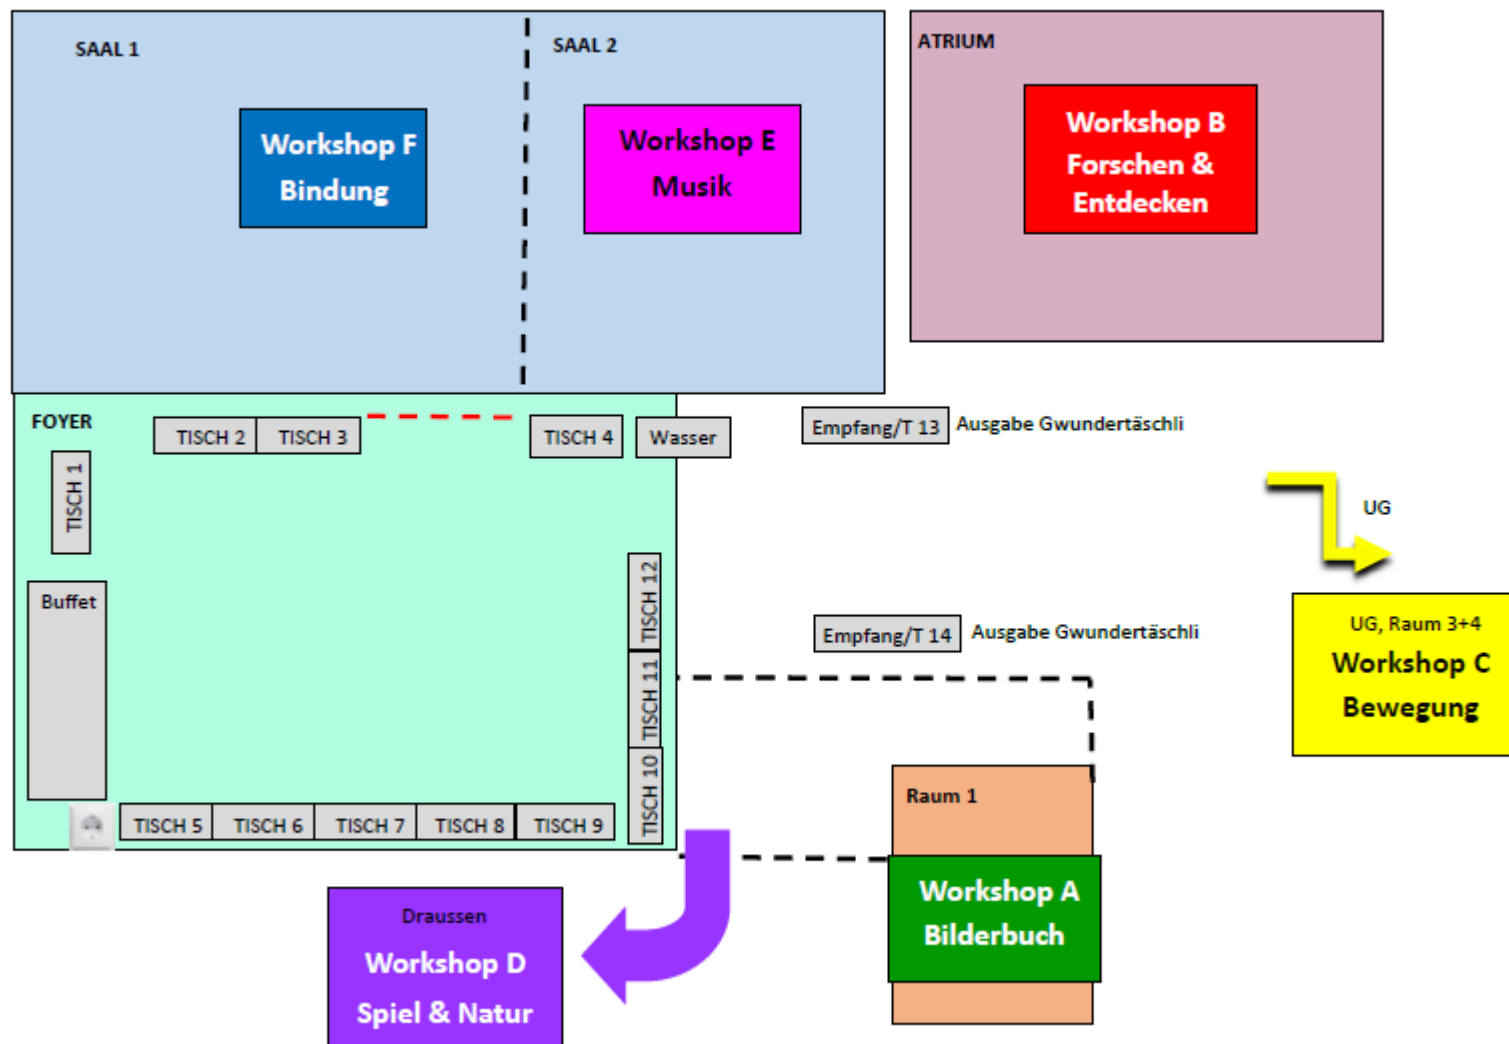 SAAL 1
SAAL 2
ATRIUM
Workshop F
Bindung
Workshop E
Musik
Workshop B
Forschen &
Entdecken
FOYER
TISCH 2
TISCH 3
TISCH 4
Wasser
Empfang/T 13
Ausgabe Gwundertäschli
TISCH 1
UG
Buffet
TISCH 12
Empfang/T 14
Ausgabe Gwundertäschli
UG, Raum 3+4
Workshop C
Bewegung
TISCH 11
TISCH 10
Raum 1
TISCH 5
TISCH 6
TISCH 7
TISCH 8
TISCH 9
Workshop A
Bilderbuch
Draussen
Workshop D
Spiel & Natur